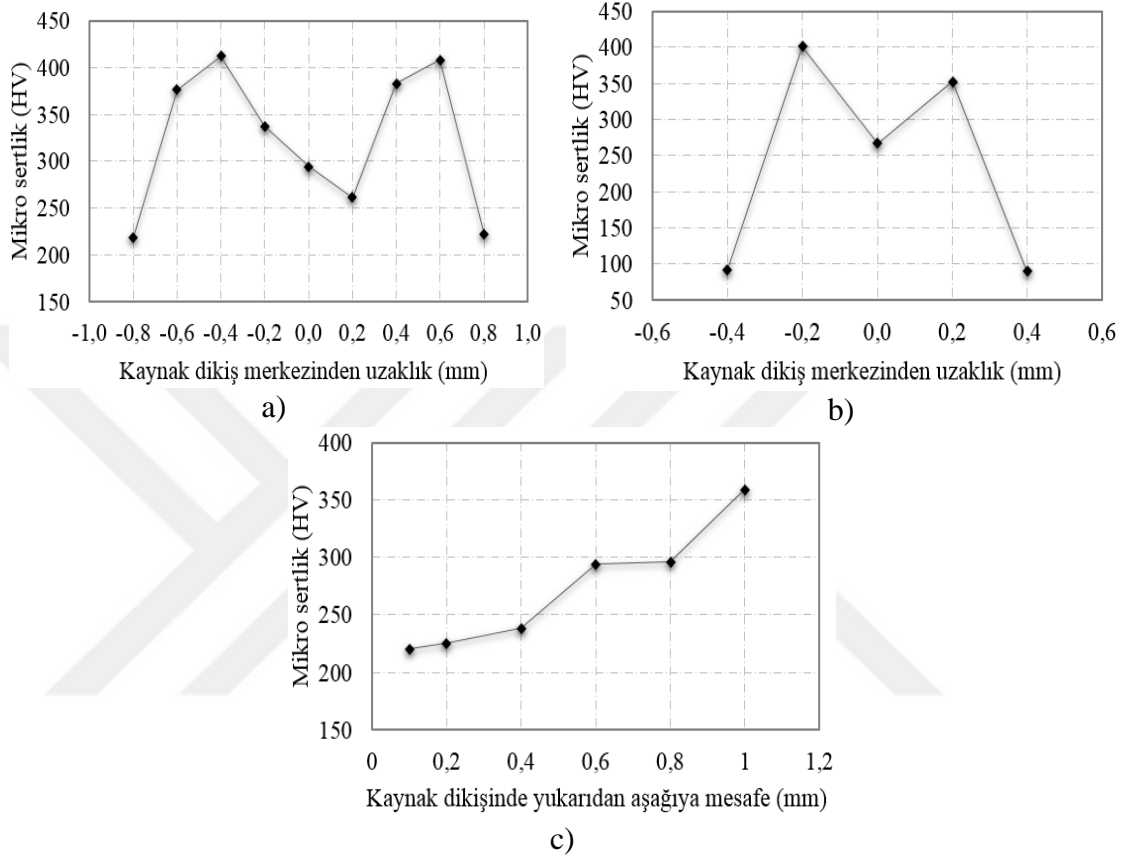 450
400
350
300
250
200
150
Mikro sertlik (HV)
-1,0 -0,8 -0,6 -0,4 -0,2 0,0 0,2 0,4 0,6 0,8 1,0
Kaynak dikiş merkezinden uzaklık (mm)
a)
450
400
350
300
250
200
150
100
50
Mikro sertlik (HV)
-0,6 -0,4 -0,2 0,0 0,2 0,4 0,6
Kaynak dikiş merkezinden uzaklık (mm)
b)
400
350
300
250
200
150
Mikro sertlik (HV)
0 0,2 0,4 0,6 0,8 1 1,2
Kaynak dikişinde yukarıdan aşağıya mesafe (mm)
c)